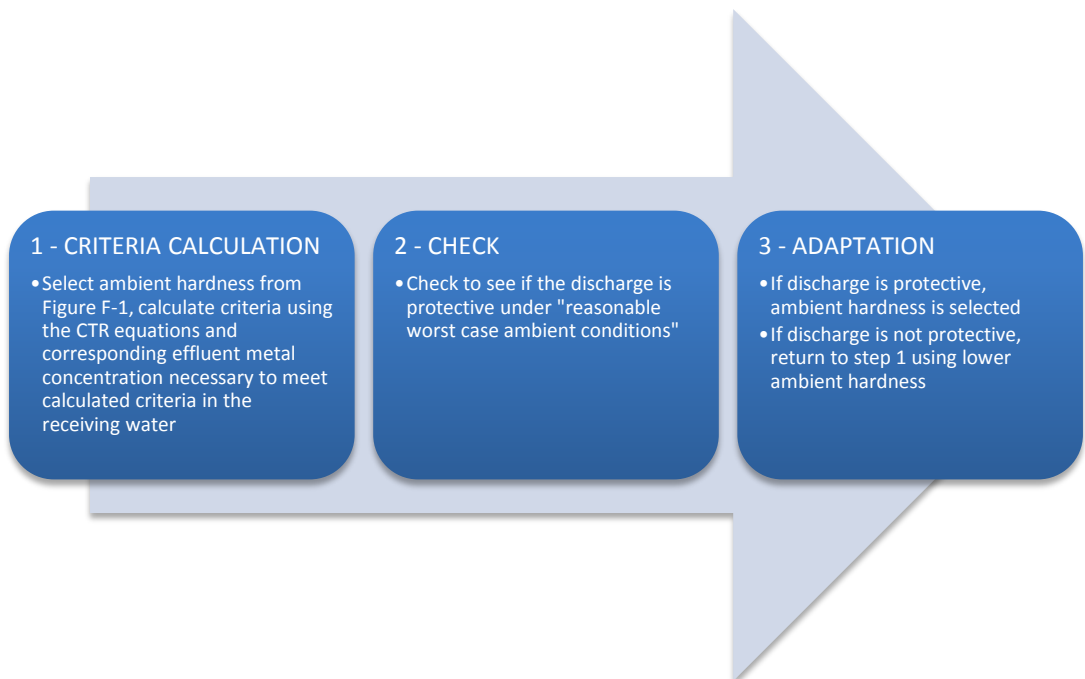 1 - CRITERIA CALCULATION
•Select ambient hardness from
Figure F-1, calculate criteria using
the CTR equations and
corresponding effluent metal
concentration necessary to meet
calculated criteria in the
receiving water
2 - CHECK
•Check to see if the discharge is
protective under "reasonable
worst case ambient conditions"
3 - ADAPTATION
•If discharge is protective,
ambient hardness is selected
•If discharge is not protective,
return to step 1 using lower
ambient hardness